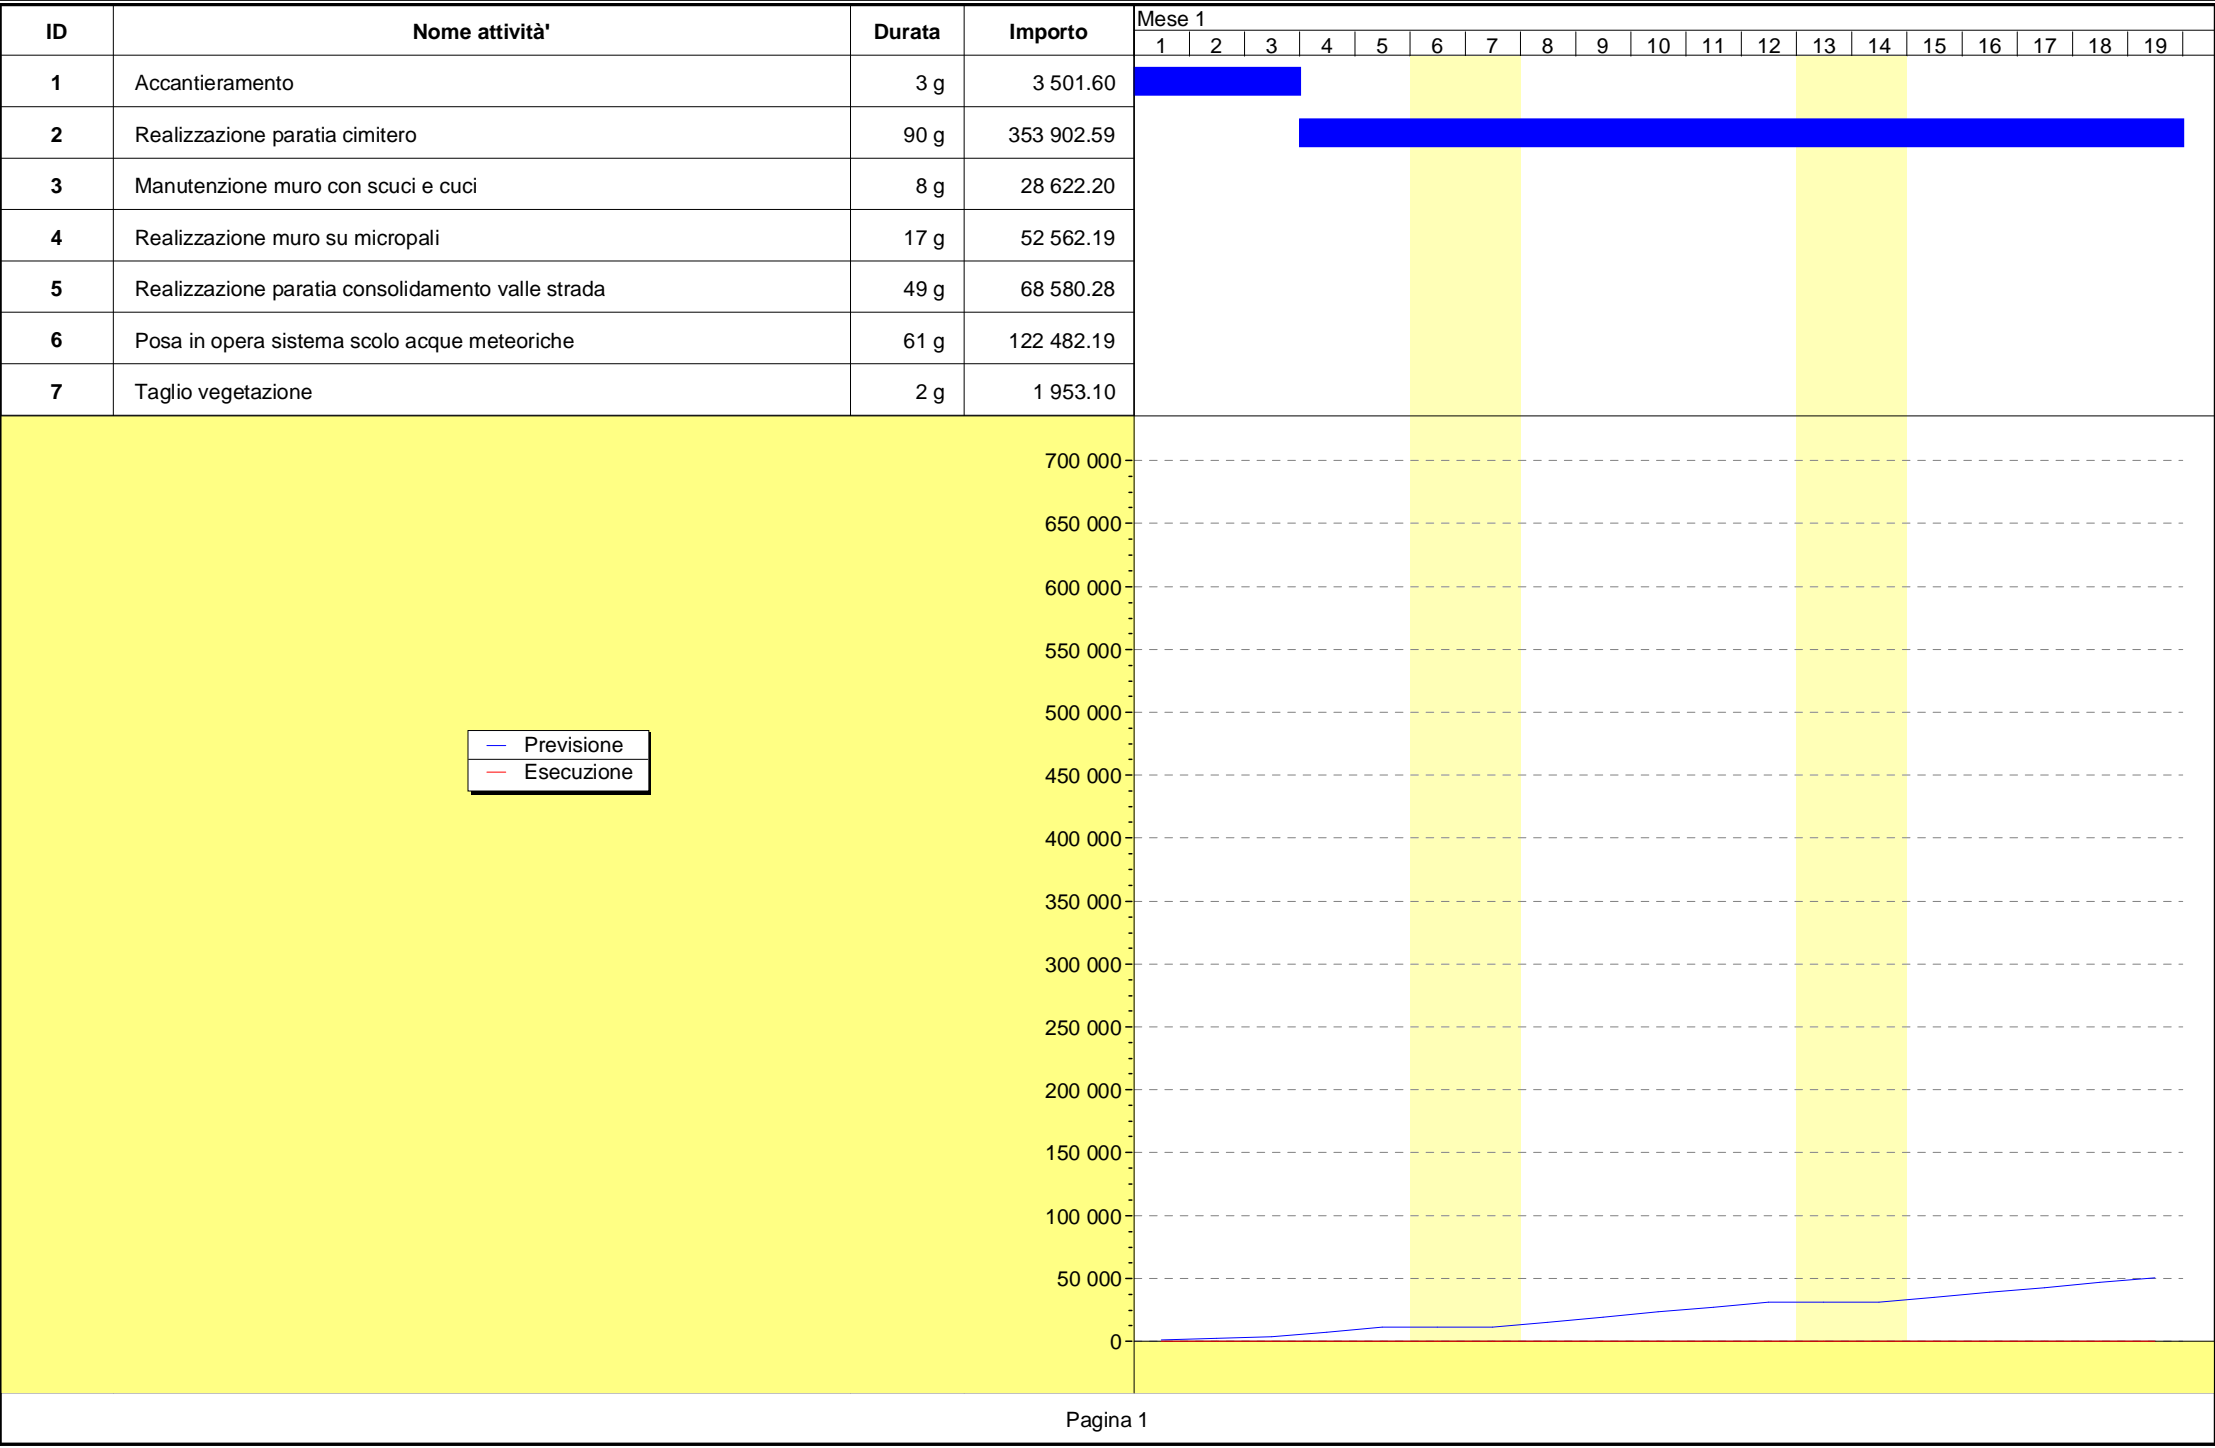 ID Nome attività' Durata Importo Mese 1
1 2 3 4 5 6 7 8 9 10 11 12 13 14 15 16 17 18 19
1 Accantieramento 3 g 3 501.60
2 Realizzazione paratia cimitero 90 g 353 902.59
3 Manutenzione muro con scuci e cuci 8 g 28 622.20
4 Realizzazione muro su micropali 17 g 52 562.19
5 Realizzazione paratia consolidamento valle strada 49 g 68 580.28
6 Posa in opera sistema scolo acque meteoriche 61 g 122 482.19
7 Taglio vegetazione 2 g 1 953.10
700 000
650 000
600 000
550 000
500 000
Previsione
Esecuzione
450 000
400 000
350 000
300 000
250 000
200 000
150 000
100 000
50 000
0
Pagina 1